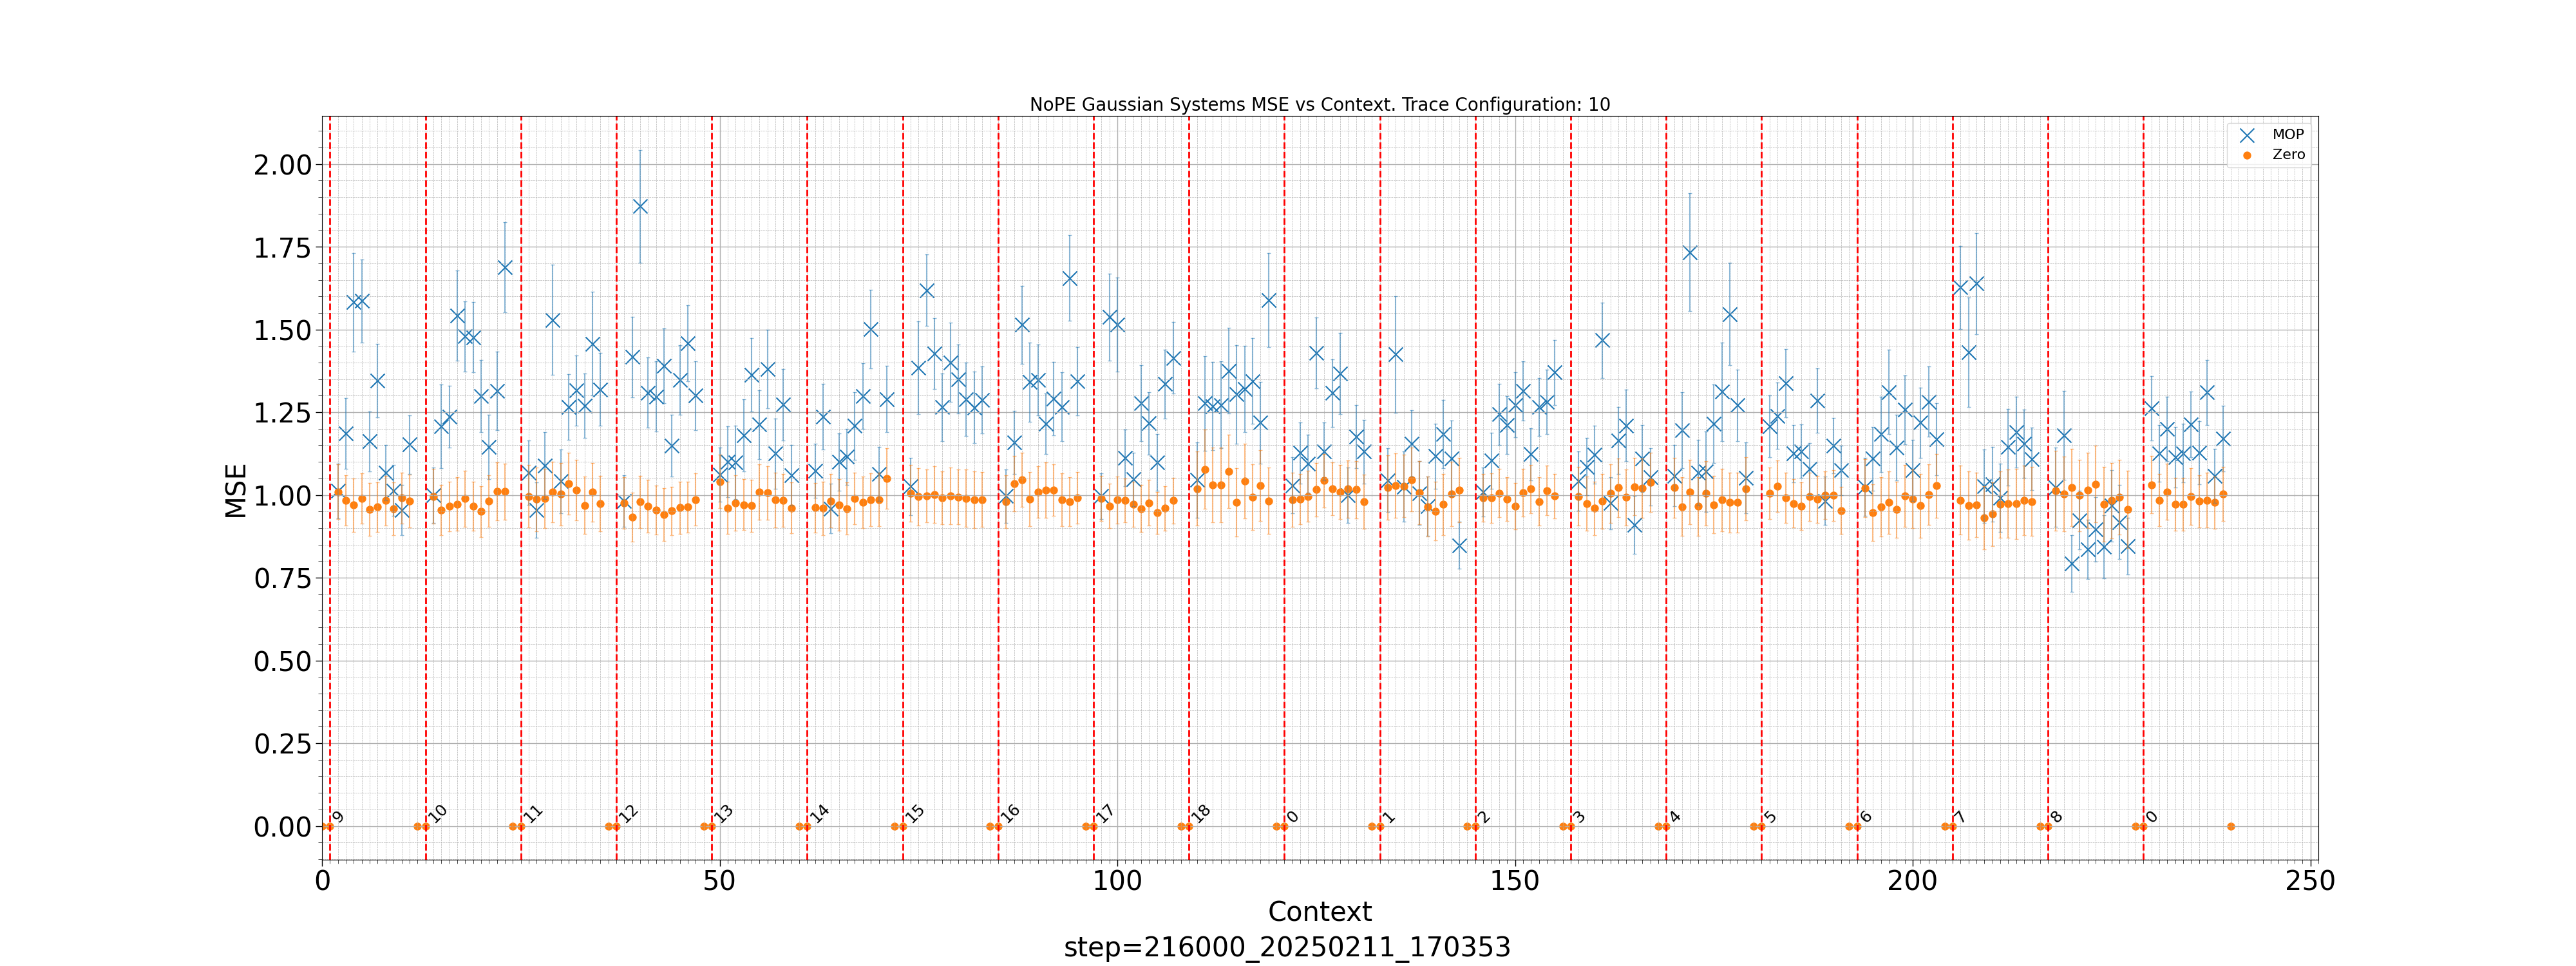 NoPE Gaussian Systems MSE vs Context. Trace Configuration: 10
MOP
Zero
MSE
2.00
1.75
1.50
1.25
1.00
0.75
0.50
0.25
0.00
9 10 11 12 13 14 15 16 17 18 0 1 2 3 4 5 6 7 8 0
0 50 100 150 200 250
Context
step=216000_20250211_170353